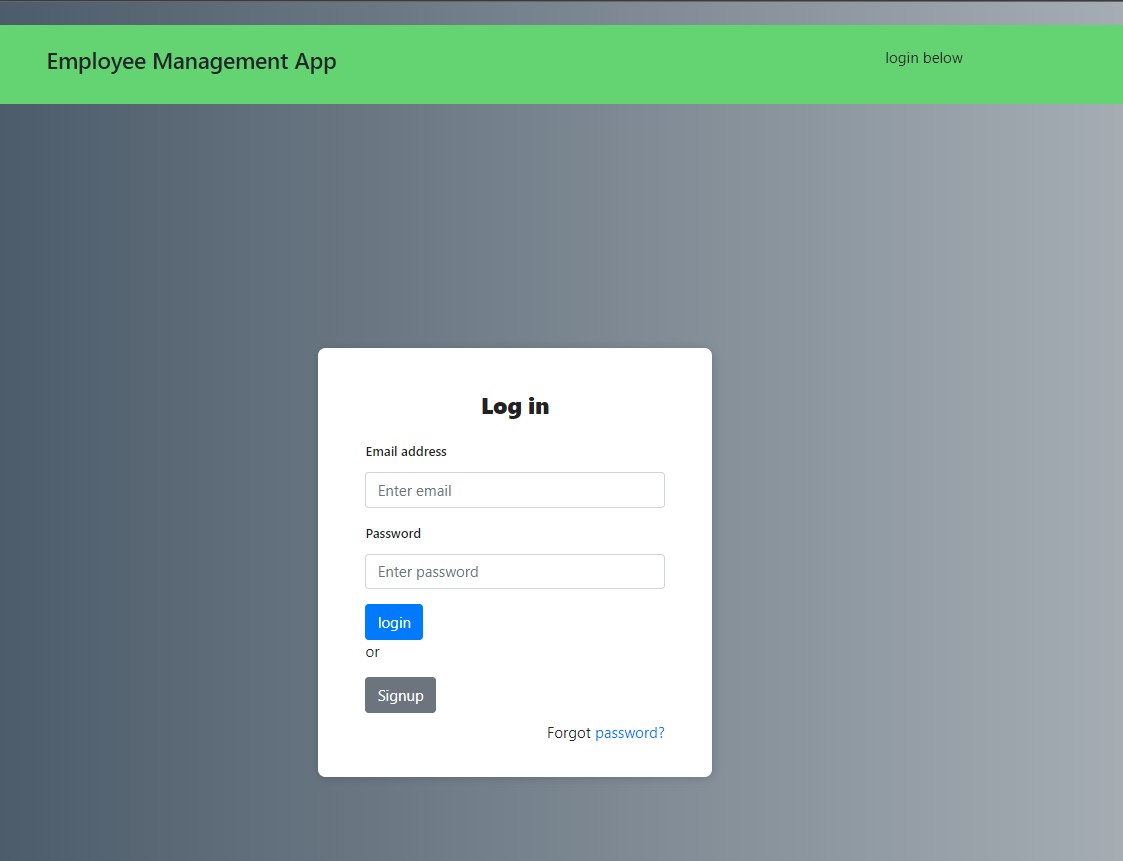 Employee Management App
login below
Log in
Email address
Enter email
Password
Enter password
login
or
Signup
Forgot password?